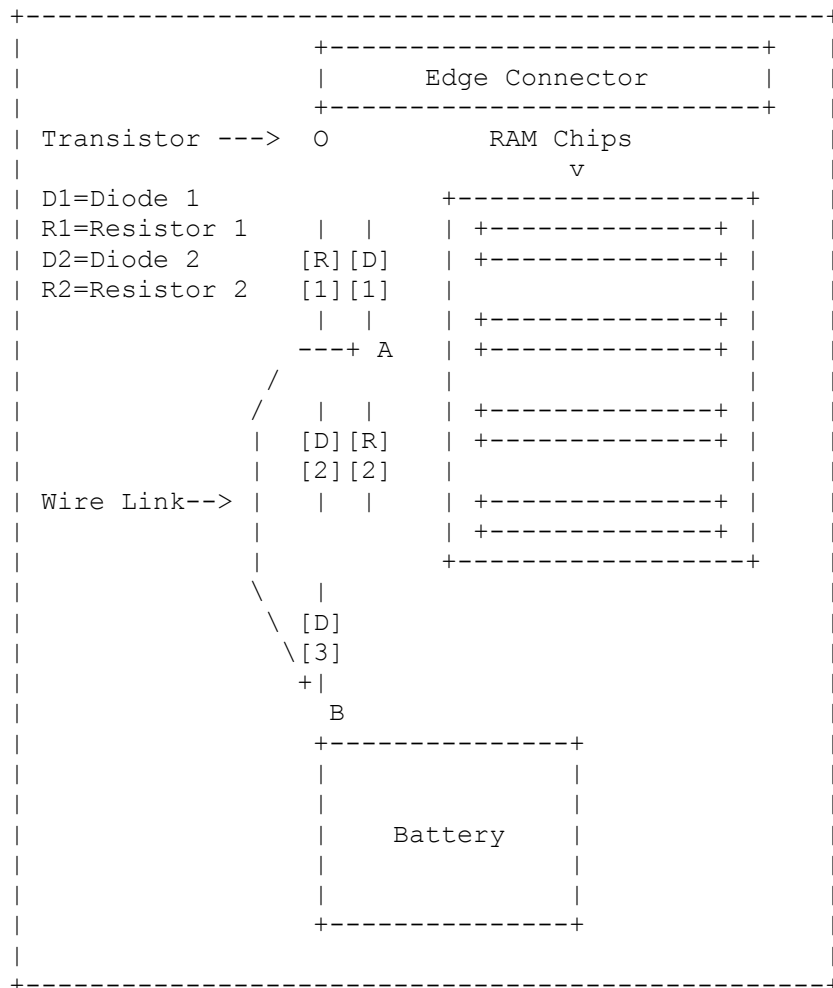 Edge Connector
Transistor ---> O RAM Chips
v
D1=Diode 1
R1=Resistor 1
D2=Diode 2 [R][D]
R2=Resistor 2 [1][1]
A
[D][R]
[2][2]
Wire Link-->
[D]
[3]
+
B
Battery